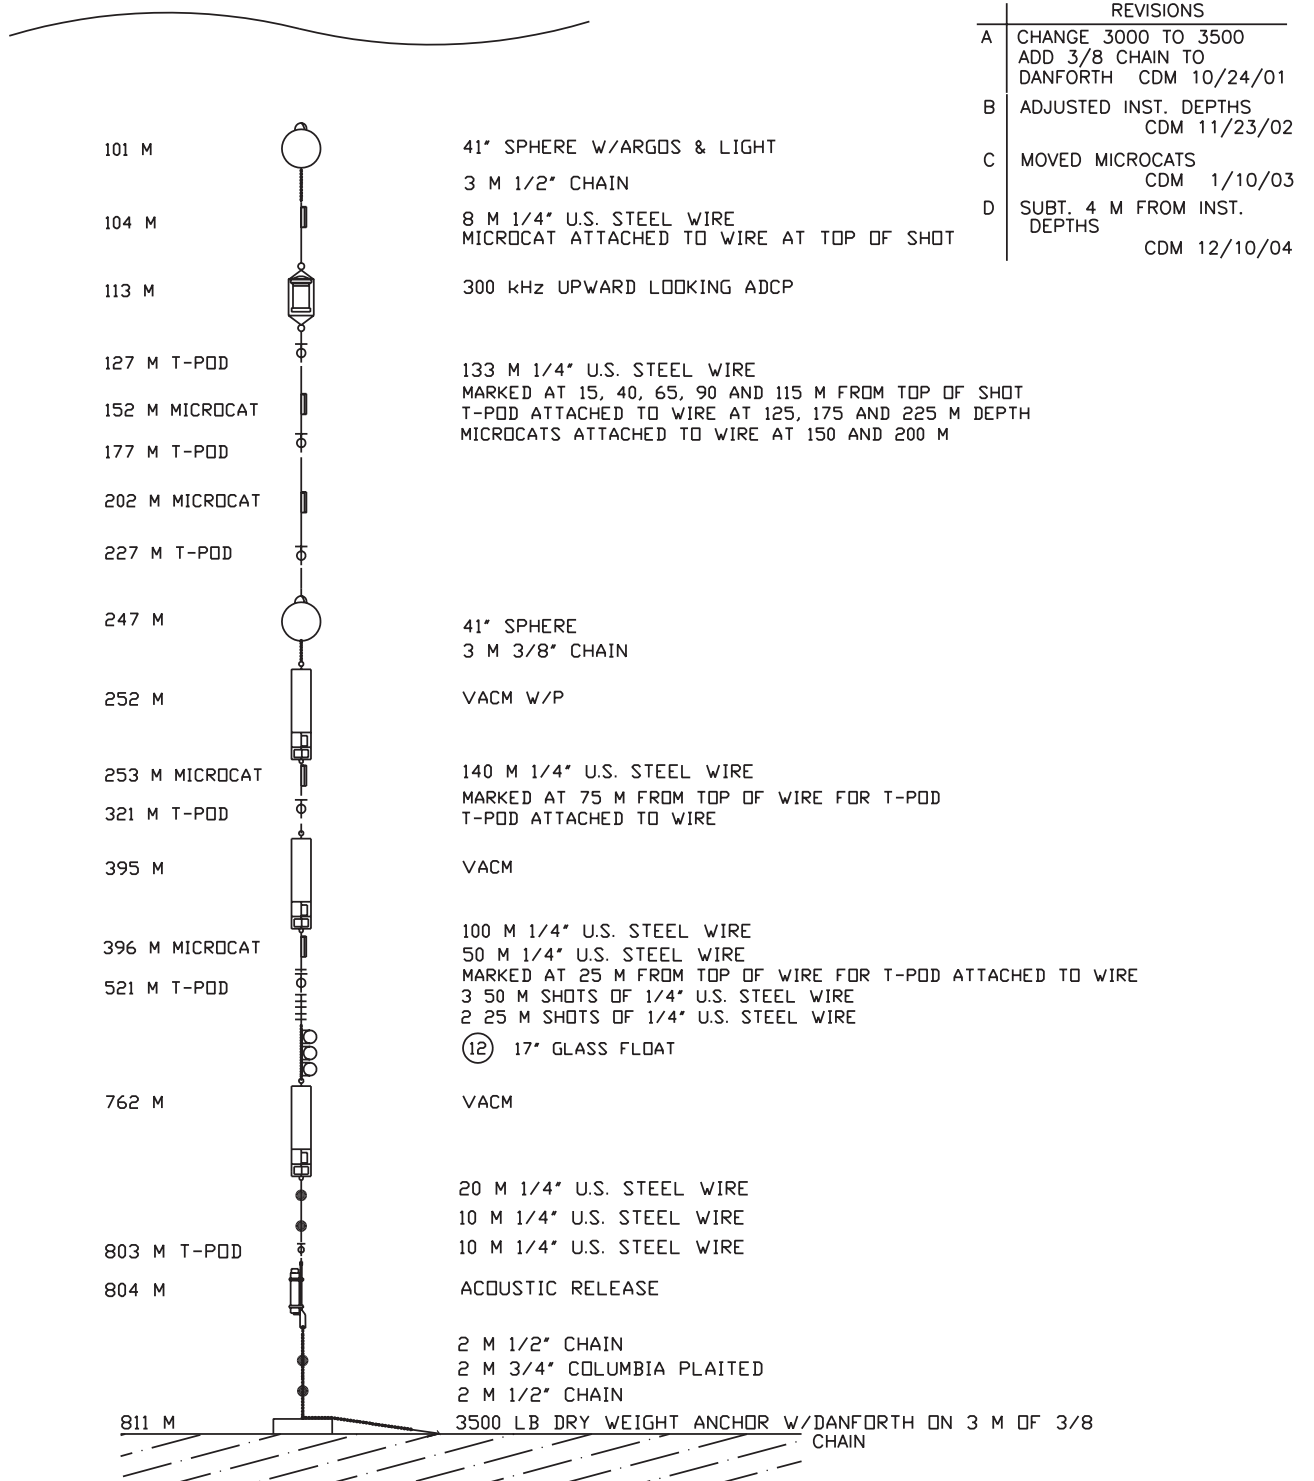 REVISIONS
A CHANGE 3000 TO 3500
ADD 3/8 CHAIN TO
DANFORTH CDM 10/24/01
B ADJUSTED INST. DEPTHS
CDM 11/23/02
C MOVED MICROCATS
CDM 1/10/03
D SUBT. 4 M FROM INST.
DEPTHS
CDM 12/10/04
101 M 41" SPHERE W/ARGOS & LIGHT
3 M 1/2" CHAIN
104 M 8 M 1/4" U.S. STEEL WIRE
MICROCAT ATTACHED TO WIRE AT TOP OF SHOT
113 M 300 kHz UPWARD LOOKING ADCP
127 M T-POD 133 M 1/4" U.S. STEEL WIRE
MARKED AT 15, 40, 65, 90 AND 115 M FROM TOP OF SHOT
152 M MICROCAT T-POD ATTACHED TO WIRE AT 125, 175 AND 225 M DEPTH
MICROCATS ATTACHED TO WIRE AT 150 AND 200 M
177 M T-POD
202 M MICROCAT
227 M T-POD
247 M 41" SPHERE
3 M 3/8" CHAIN
252 M VACM W/P
253 M MICROCAT 140 M 1/4" U.S. STEEL WIRE
MARKED AT 75 M FROM TOP OF WIRE FOR T-POD
321 M T-POD T-POD ATTACHED TO WIRE
395 M VACM
100 M 1/4" U.S. STEEL WIRE
396 M MICROCAT 50 M 1/4" U.S. STEEL WIRE
MARKED AT 25 M FROM TOP OF WIRE FOR T-POD ATTACHED TO WIRE
521 M T-POD 3 50 M SHOTS OF 1/4" U.S. STEEL WIRE
2 25 M SHOTS OF 1/4" U.S. STEEL WIRE
12 17" GLASS FLOAT
762 M VACM
20 M 1/4" U.S. STEEL WIRE
10 M 1/4" U.S. STEEL WIRE
803 M T-POD 10 M 1/4" U.S. STEEL WIRE
804 M ACOUSTIC RELEASE
2 M 1/2" CHAIN
2 M 3/4" COLUMBIA PLAITED
2 M 1/2" CHAIN
811 M 3500 LB DRY WEIGHT ANCHOR W/DANFORTH ON 3 M OF 3/8
CHAIN